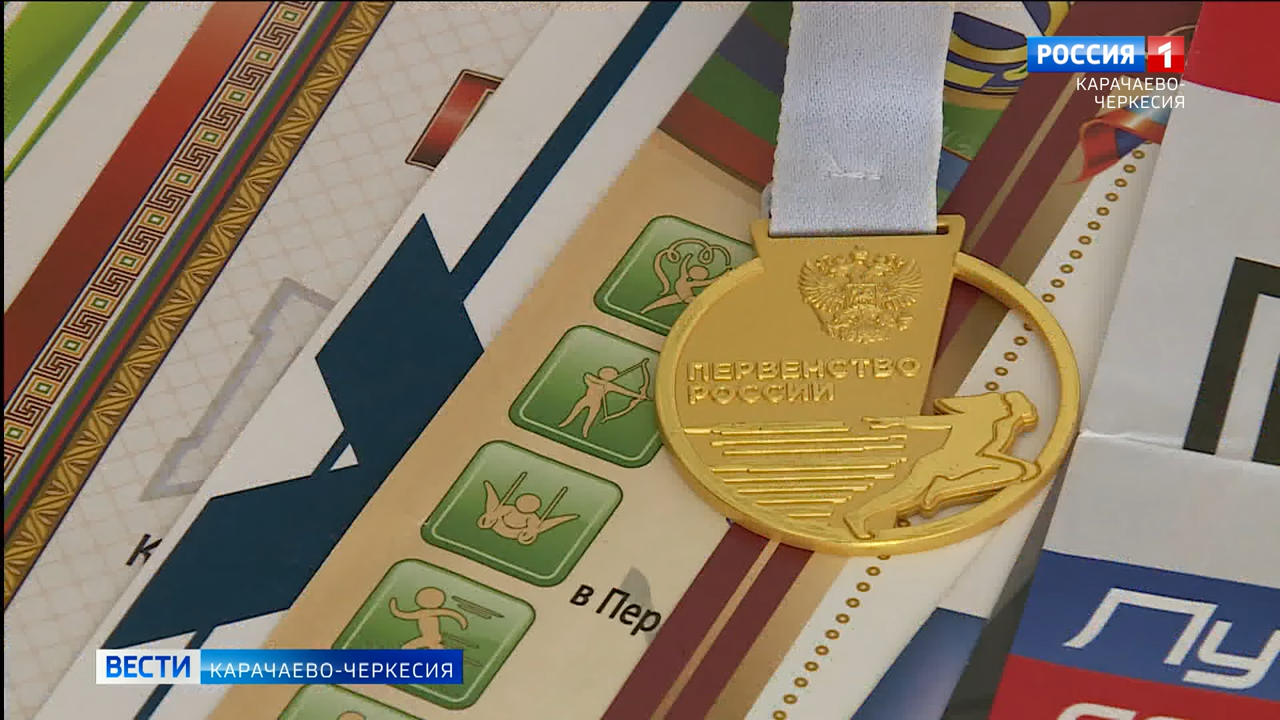 РОССИЯ 1
КАРАЧАЕВО-
ЧЕРКЕСИЯ
ПЕРВЕНСТВО
РОССИИ
К
в Пер
Лу
ВЕСТИ КАРАЧАЕВО-ЧЕРКЕСИЯ